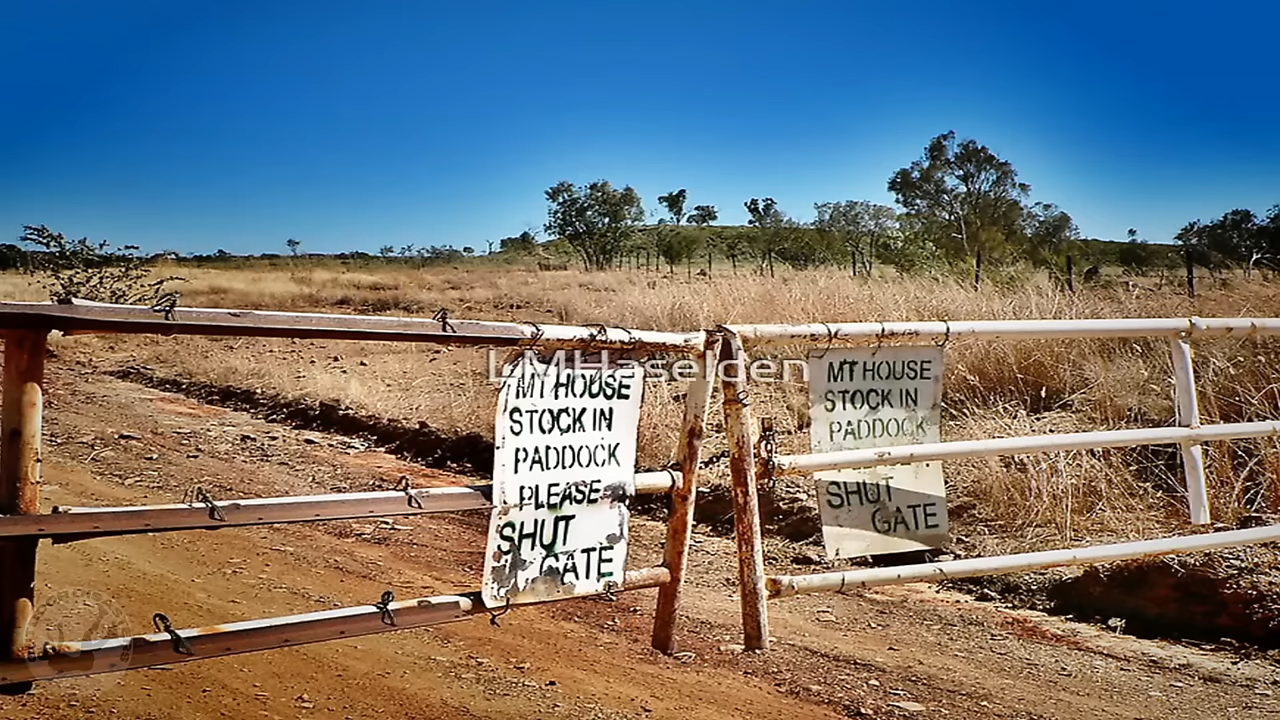 LMHaselden
MT HOUSE
STOCK IN
PADDOCK
PLEASE
SHUT
GATE
MT HOUSE
STOCK IN
PADDOCK
SHUT
GATE